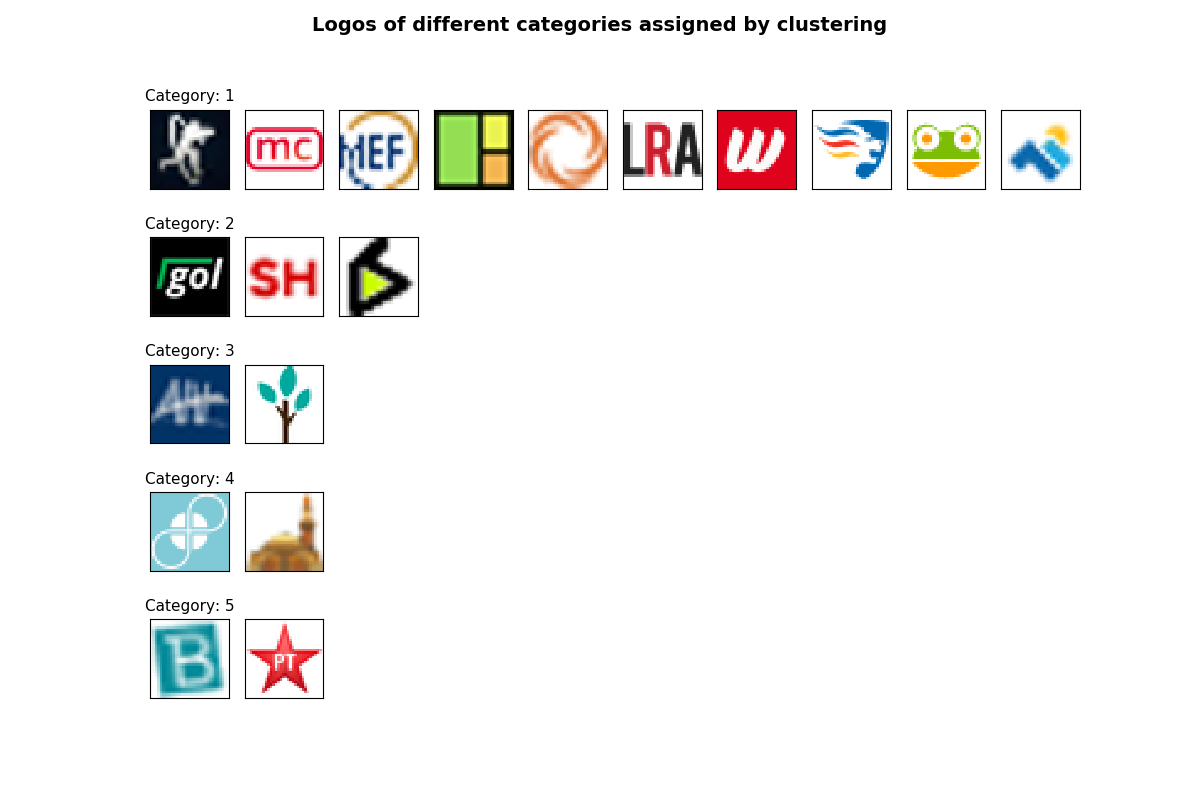 Logos of different categories assigned by clustering
Category: 1
mc
MEF
LRA
w
Category: 2
gol
SH
Category: 3
Category: 4
Category: 5
B
PT